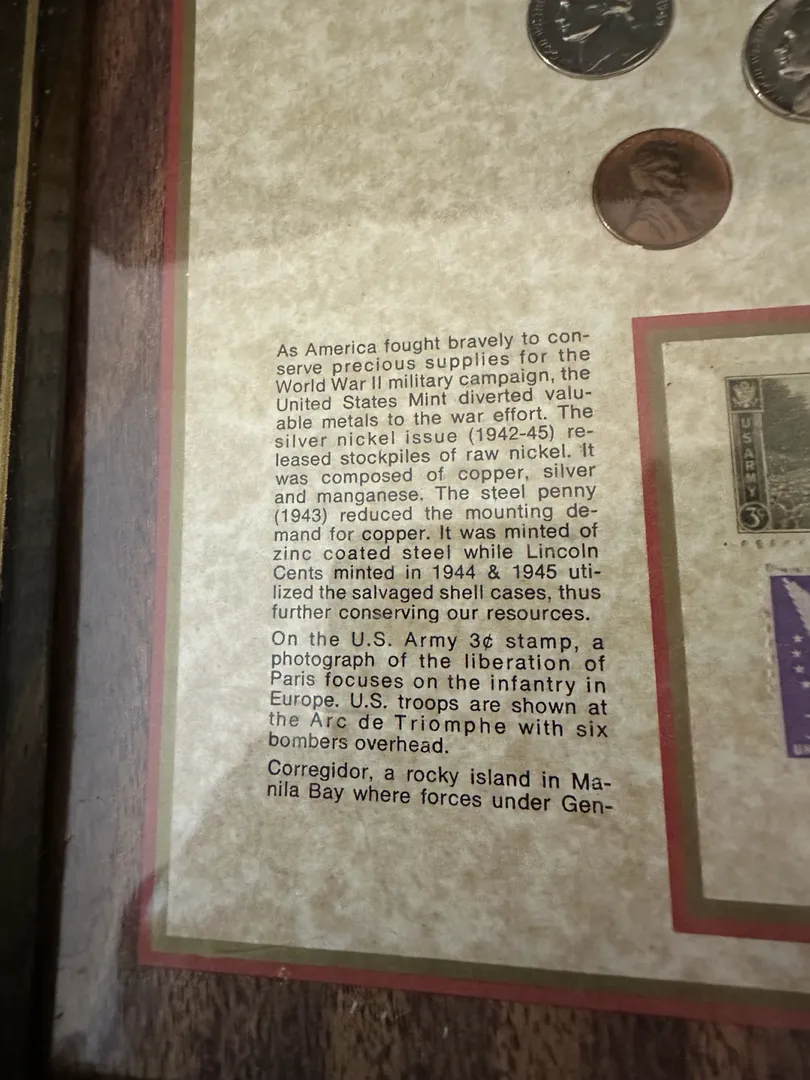 As America fought bravely to con-
serve precious supplies for the
World War II military campaign, the
United States Mint diverted valu-
able metals to the war effort. The
silver nickel issue (1942-45) re-
leased stockpiles of raw nickel. It
was composed of copper, silver
and manganese. The steel penny
(1943) reduced the mounting de-
mand for copper. It was minted of
zinc coated steel while Lincoln
Cents minted in 1944 & 1945 uti-
lized the salvaged shell cases, thus
further conserving our resources.
On the U.S. Army 3¢ stamp, a
photograph of the liberation of
Paris focuses on the infantry in
Europe. U.S. troops are shown at
the Arc de Triomphe with six
bombers overhead.
Corregidor, a rocky island in Ma-
nila Bay where forces under Gen-
US ARMY
3¢